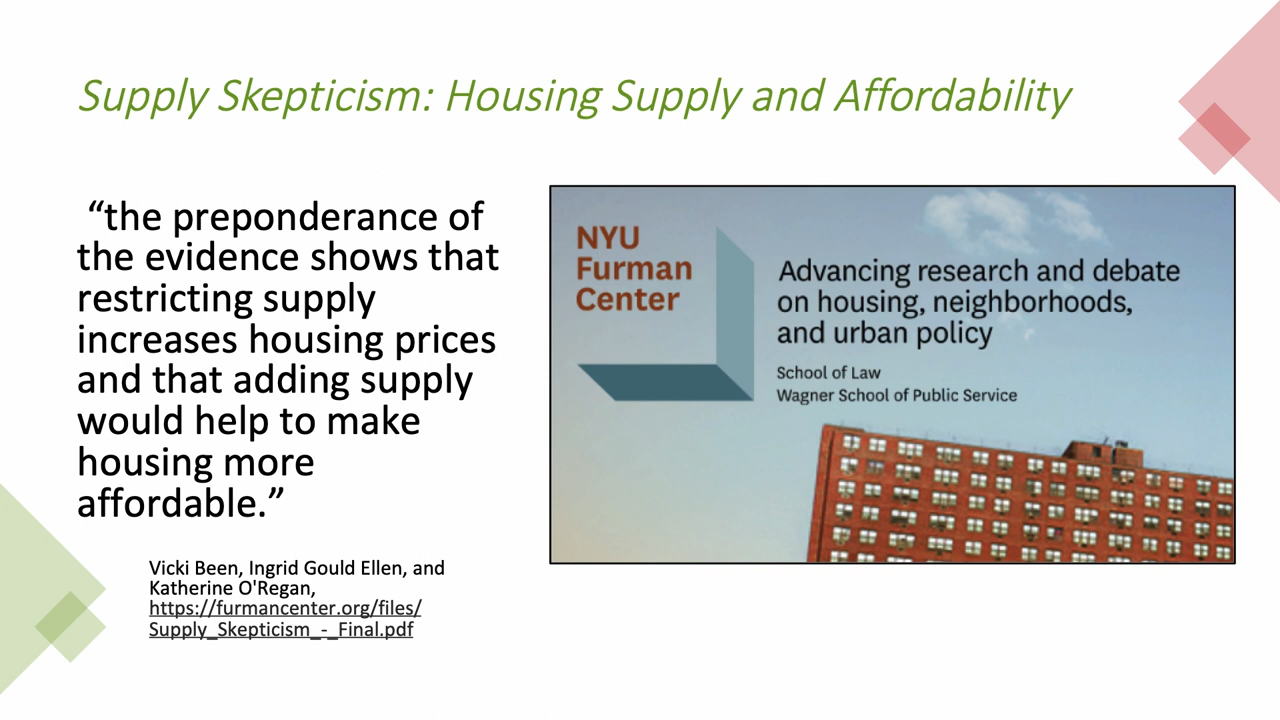 Supply Skepticism: Housing Supply and Affordability
“the preponderance of
the evidence shows that
restricting supply
increases housing prices
and that adding supply
would help to make
housing more
affordable.”
Vicki Been, Ingrid Gould Ellen, and
Katherine O'Regan,
https://furmancenter.org/files/
Supply_Skepticism_-_Final.pdf
NYU
Furman
Center
Advancing research and debate
on housing, neighborhoods,
and urban policy
School of Law
Wagner School of Public Service